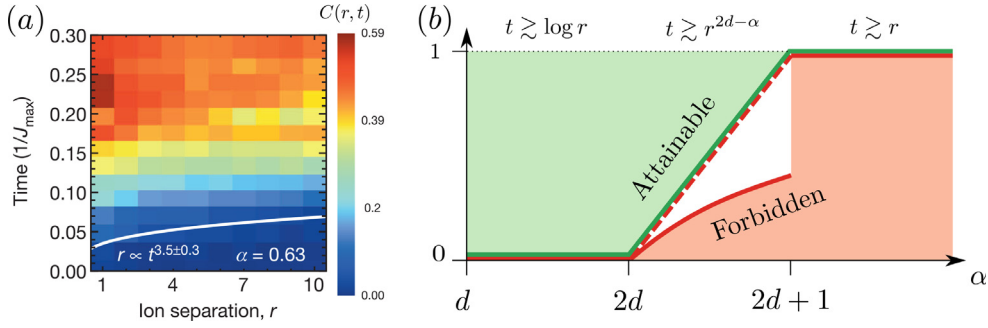 (a)
C(r, t)
0.30
0.25
0.20
0.15
0.10
0.05
0.00
Time (1/J_max)
r ∝ t^{3.5±0.3}
α = 0.63
1
4
7
10
Ion separation, r
0.59
0.39
0.2
0.00
(b)
t ≳ log r
t ≳ r^{2d−α}
t ≳ r
1
0
Attainable
Forbidden
d
2d
2d + 1
α